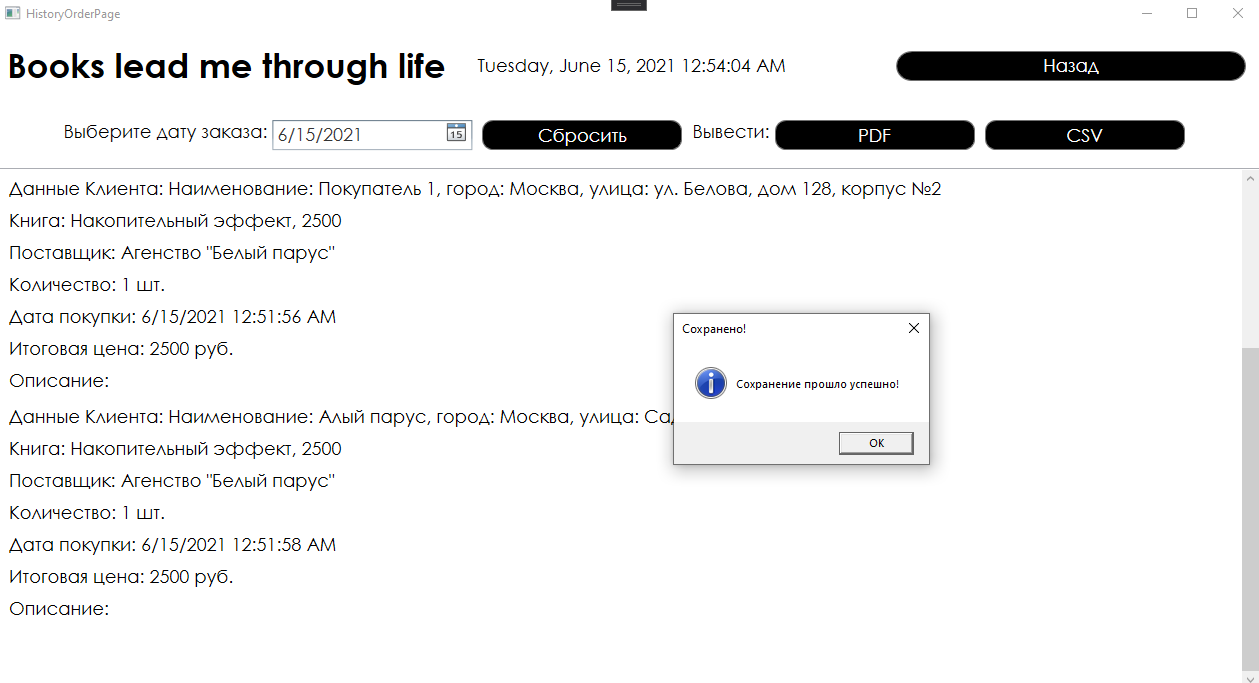 HistoryOrderPage
Books lead me through life
Tuesday, June 15, 2021 12:54:04 AM
Назад
Выберите дату заказа:
6/15/2021
15
Сбросить
Вывести:
PDF
CSV
Данные Клиента: Наименование: Покупатель 1, город: Москва, улица: ул. Белова, дом 128, корпус №2
Книга: Накопительный эффект, 2500
Поставщик: Агенство "Белый парус"
Количество: 1 шт.
Дата покупки: 6/15/2021 12:51:56 AM
Итоговая цена: 2500 руб.
Описание:
Данные Клиента: Наименование: Алый парус, город: Москва, улица:
Книга: Накопительный эффект, 2500
Поставщик: Агенство "Белый парус"
Количество: 1 шт.
Дата покупки: 6/15/2021 12:51:58 AM
Итоговая цена: 2500 руб.
Описание:
Сохранено!
Сохранение прошло успешно!
OK